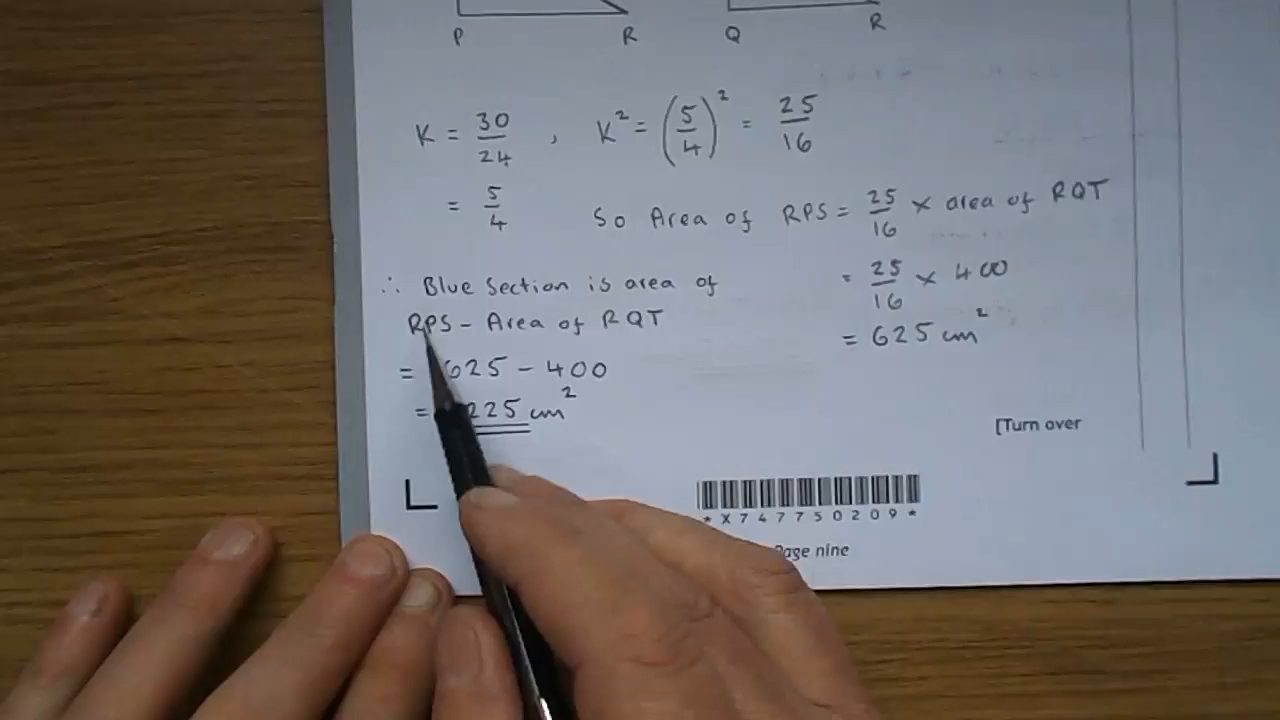 P R Q R
K = 30/24 , K² = (5/4)² = 25/16
= 5/4 So Area of RPS = 25/16 × area of RQT
= 25/16 × 400
= 625 cm²
∴ Blue Section is area of
RPS - Area of RQT
= 625 - 400
= 225 cm²
[Turn over
* X 7 4 7 7 5 0 2 0 9 *
Page nine